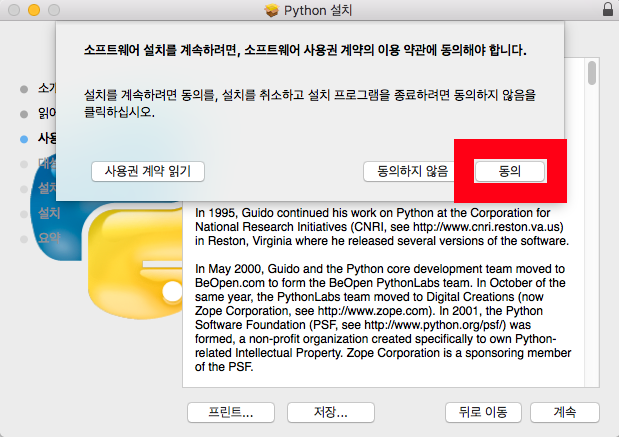 Python 설치
소프트웨어 설치를 계속하려면, 소프트웨어 사용권 계약의 이용 약관에 동의해야 합니다.
설치를 계속하려면 동의를, 설치를 취소하고 설치 프로그램을 종료하려면 동의하지 않음을
클릭하십시오.
사용권 계약 읽기
동의하지 않음
동의
소개
읽어
사용
대상
설치
설치
요약
In 1995, Guido continued his work on Python at the Corporation for
National Research Initiatives (CNRI, see http://www.cnri.reston.va.us)
in Reston, Virginia where he released several versions of the software.
In May 2000, Guido and the Python core development team moved to
BeOpen.com to form the BeOpen PythonLabs team. In October of the
same year, the PythonLabs team moved to Digital Creations (now
Zope Corporation, see http://www.zope.com). In 2001, the Python
Software Foundation (PSF, see http://www.python.org/psf/) was
formed, a non-profit organization created specifically to own Python-
related Intellectual Property. Zope Corporation is a sponsoring member
of the PSF.
프린트...
저장...
뒤로 이동
계속